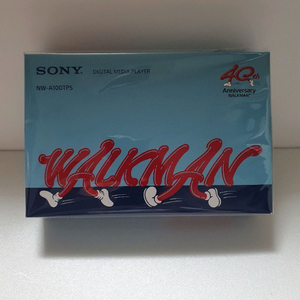 SONY
DIGITAL MEDIA PLAYER
NW-A100TPS
40th
Anniversary
WALKMAN
WALKMAN